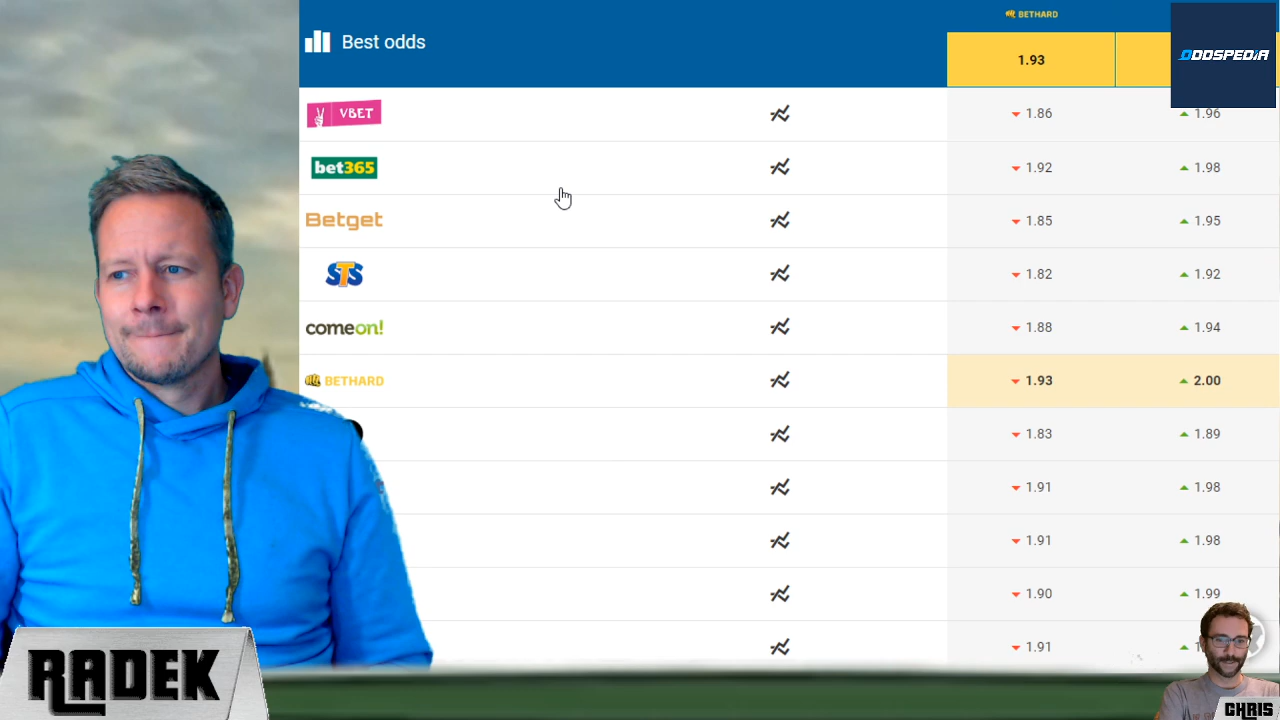 BETHARD
Best odds
1.93
ODDSPEDIA
VBET
1.86 1.96
bet365
1.92 1.98
Betget
1.85 1.95
STS
1.82 1.92
comeon!
1.88 1.94
BETHARD
1.93 2.00
1.83 1.89
1.91 1.98
1.91 1.98
1.90 1.99
1.91
RADEK
CHRIS